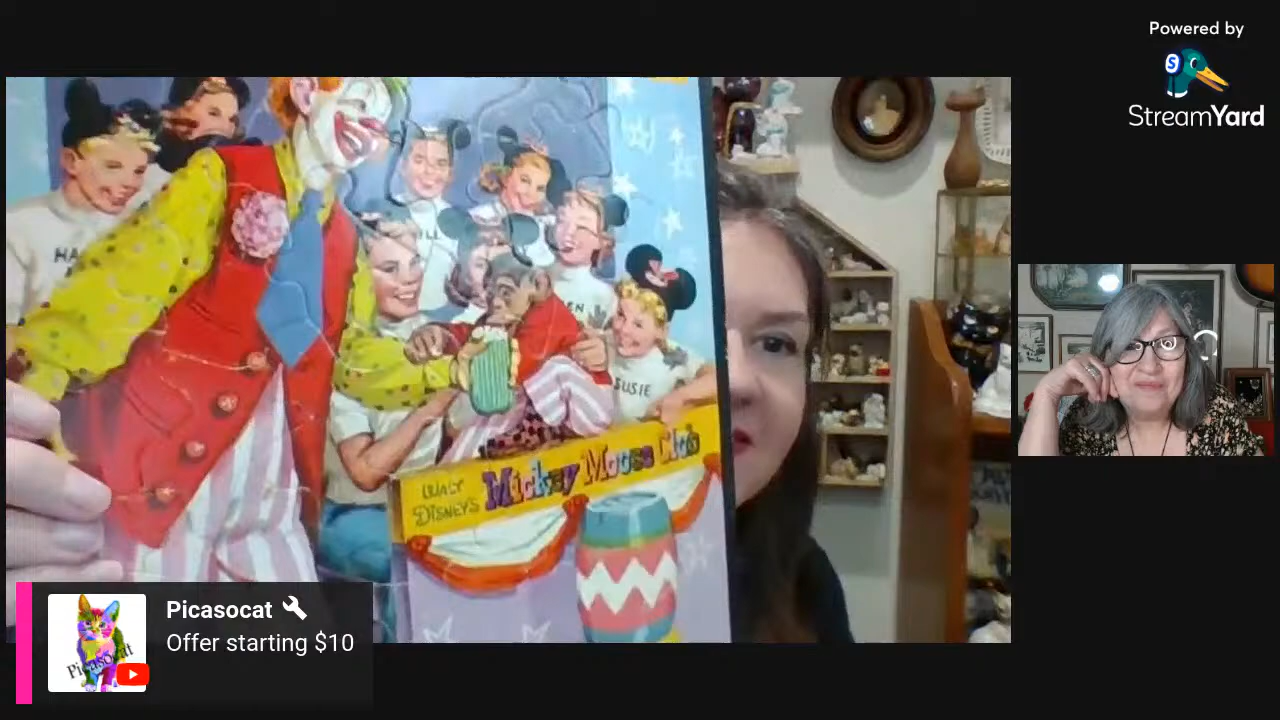 Powered by
StreamYard
SUSIE
WALT
DISNEY'S
Mickey Mouse Club
Picasocat
Picasocat
Offer starting $10